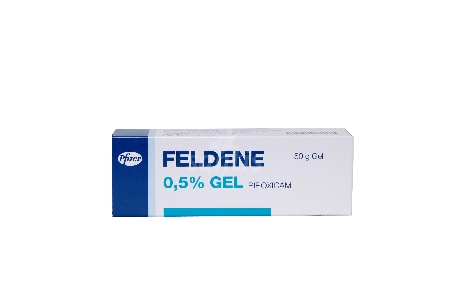 Pfizer
FELDENE
50 g Gel
0,5% GEL PIROXICAM